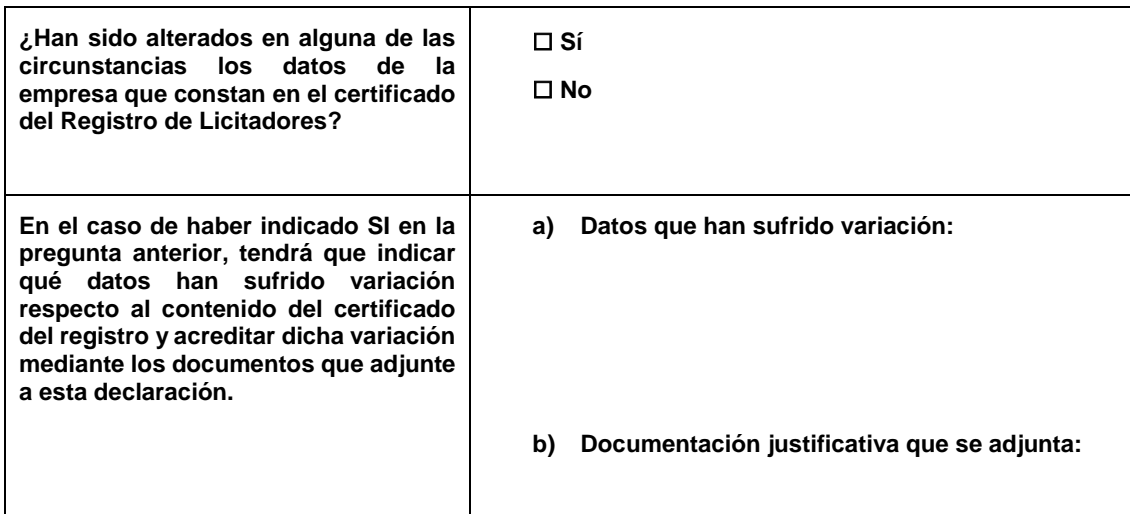 ¿Han sido alterados en alguna de las
circunstancias los datos de la
empresa que constan en el certificado
del Registro de Licitadores?
☐ Sí
☐ No
En el caso de haber indicado SI en la
pregunta anterior, tendrá que indicar
qué datos han sufrido variación
respecto al contenido del certificado
del registro y acreditar dicha variación
mediante los documentos que adjunte
a esta declaración.
a) Datos que han sufrido variación:
b) Documentación justificativa que se adjunta: